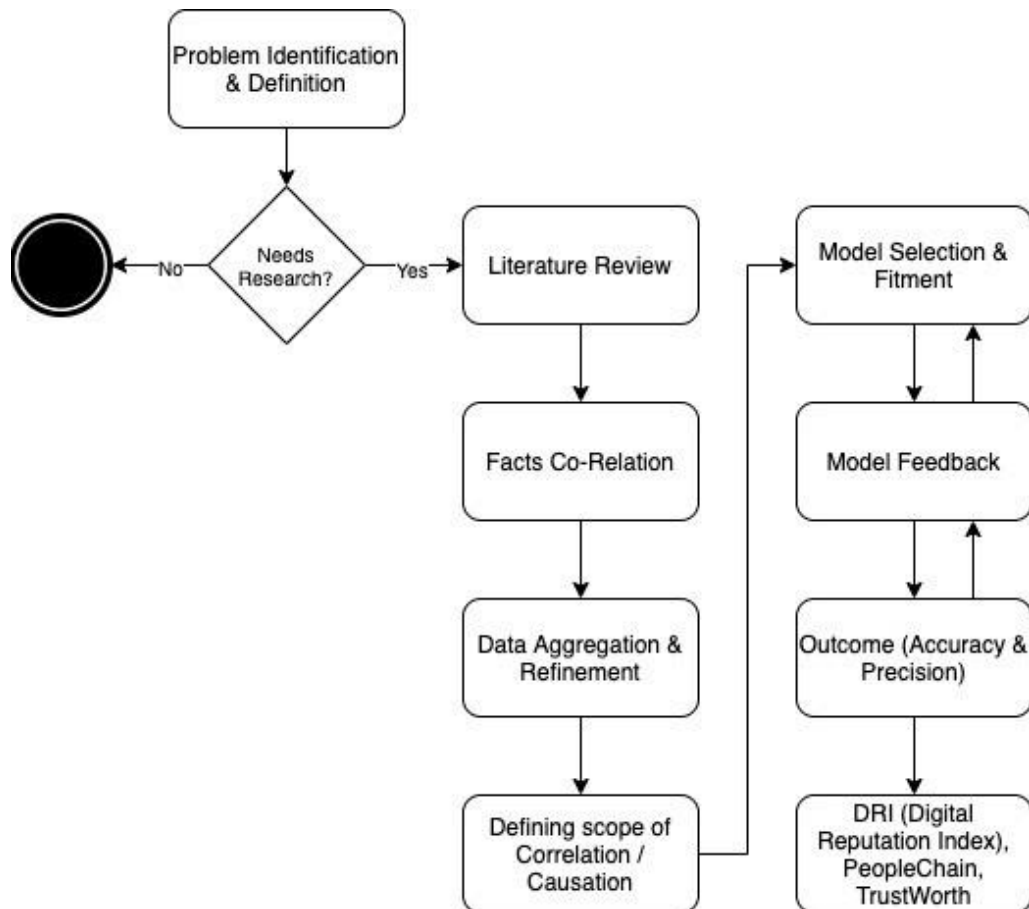 Problem Identification
& Definition
Needs
Research?
No
Yes
Literature Review
Facts Co-Relation
Data Aggregation &
Refinement
Defining scope of
Correlation /
Causation
Model Selection &
Fitment
Model Feedback
Outcome (Accuracy &
Precision)
DRI (Digital
Reputation Index),
PeopleChain,
TrustWorth